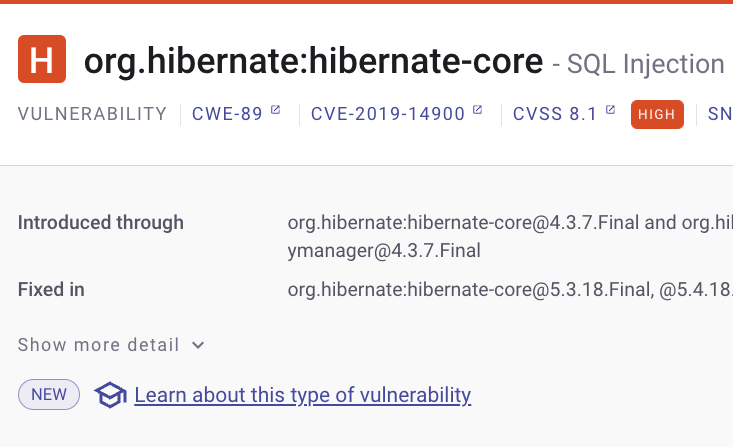 H org.hibernate:hibernate-core - SQL Injection
VULNERABILITY CWE-89 CVE-2019-14900 CVSS 8.1 HIGH SN
Introduced through org.hibernate:hibernate-core@4.3.7.Final and org.hi
ymanager@4.3.7.Final
Fixed in org.hibernate:hibernate-core@5.3.18.Final, @5.4.18.
Show more detail
NEW Learn about this type of vulnerability